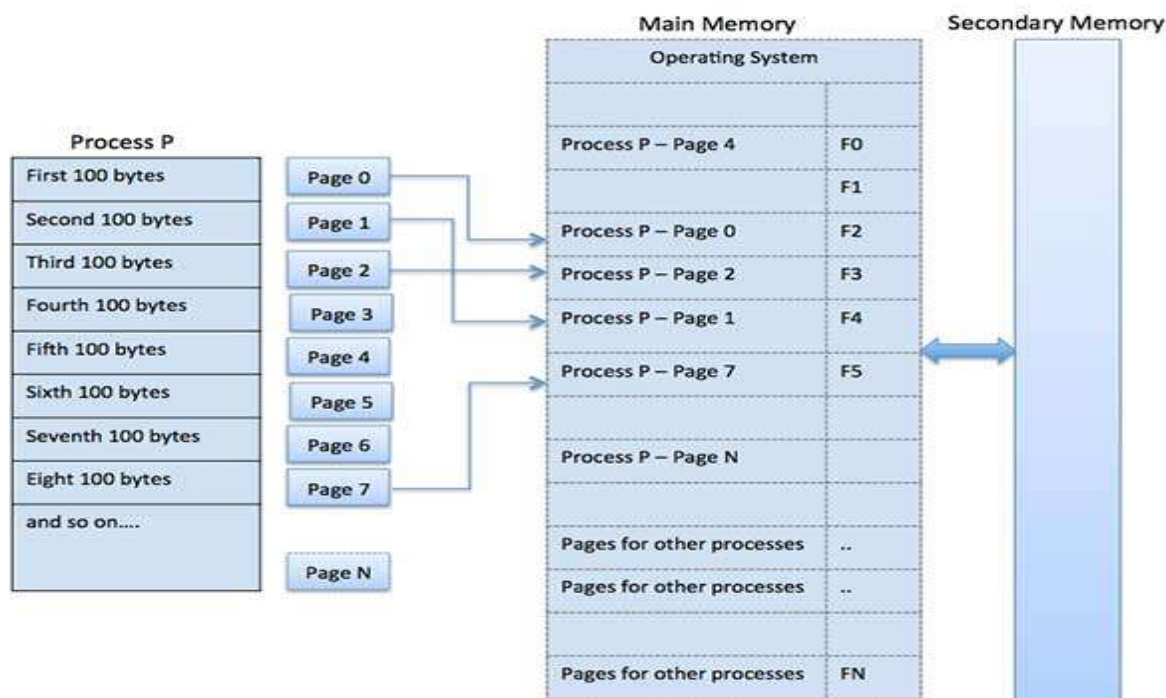 Main Memory
Secondary Memory
Operating System
Process P
First 100 bytes
Second 100 bytes
Third 100 bytes
Fourth 100 bytes
Fifth 100 bytes
Sixth 100 bytes
Seventh 100 bytes
Eight 100 bytes
and so on....
Page 0
Page 1
Page 2
Page 3
Page 4
Page 5
Page 6
Page 7
Page N
Process P – Page 4 F0
F1
Process P – Page 0 F2
Process P – Page 2 F3
Process P – Page 1 F4
Process P – Page 7 F5
Process P – Page N
Pages for other processes ..
Pages for other processes ..
Pages for other processes FN